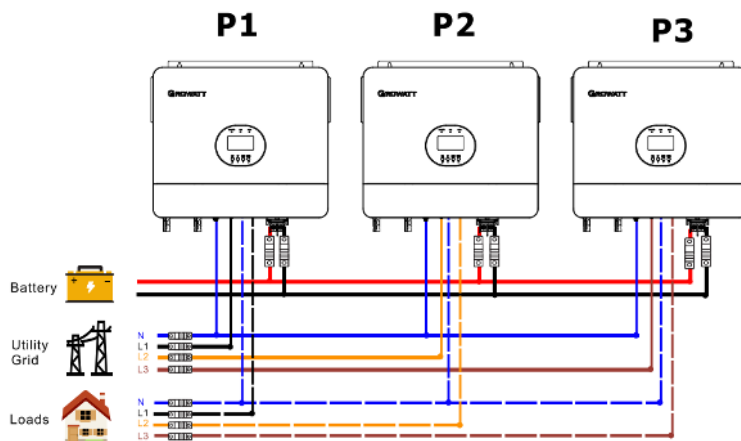 P1 P2 P3
GROWATT GROWATT GROWATT
Battery
Utility
Grid
N
L1
L2
L3
Loads
N
L1
L2
L3